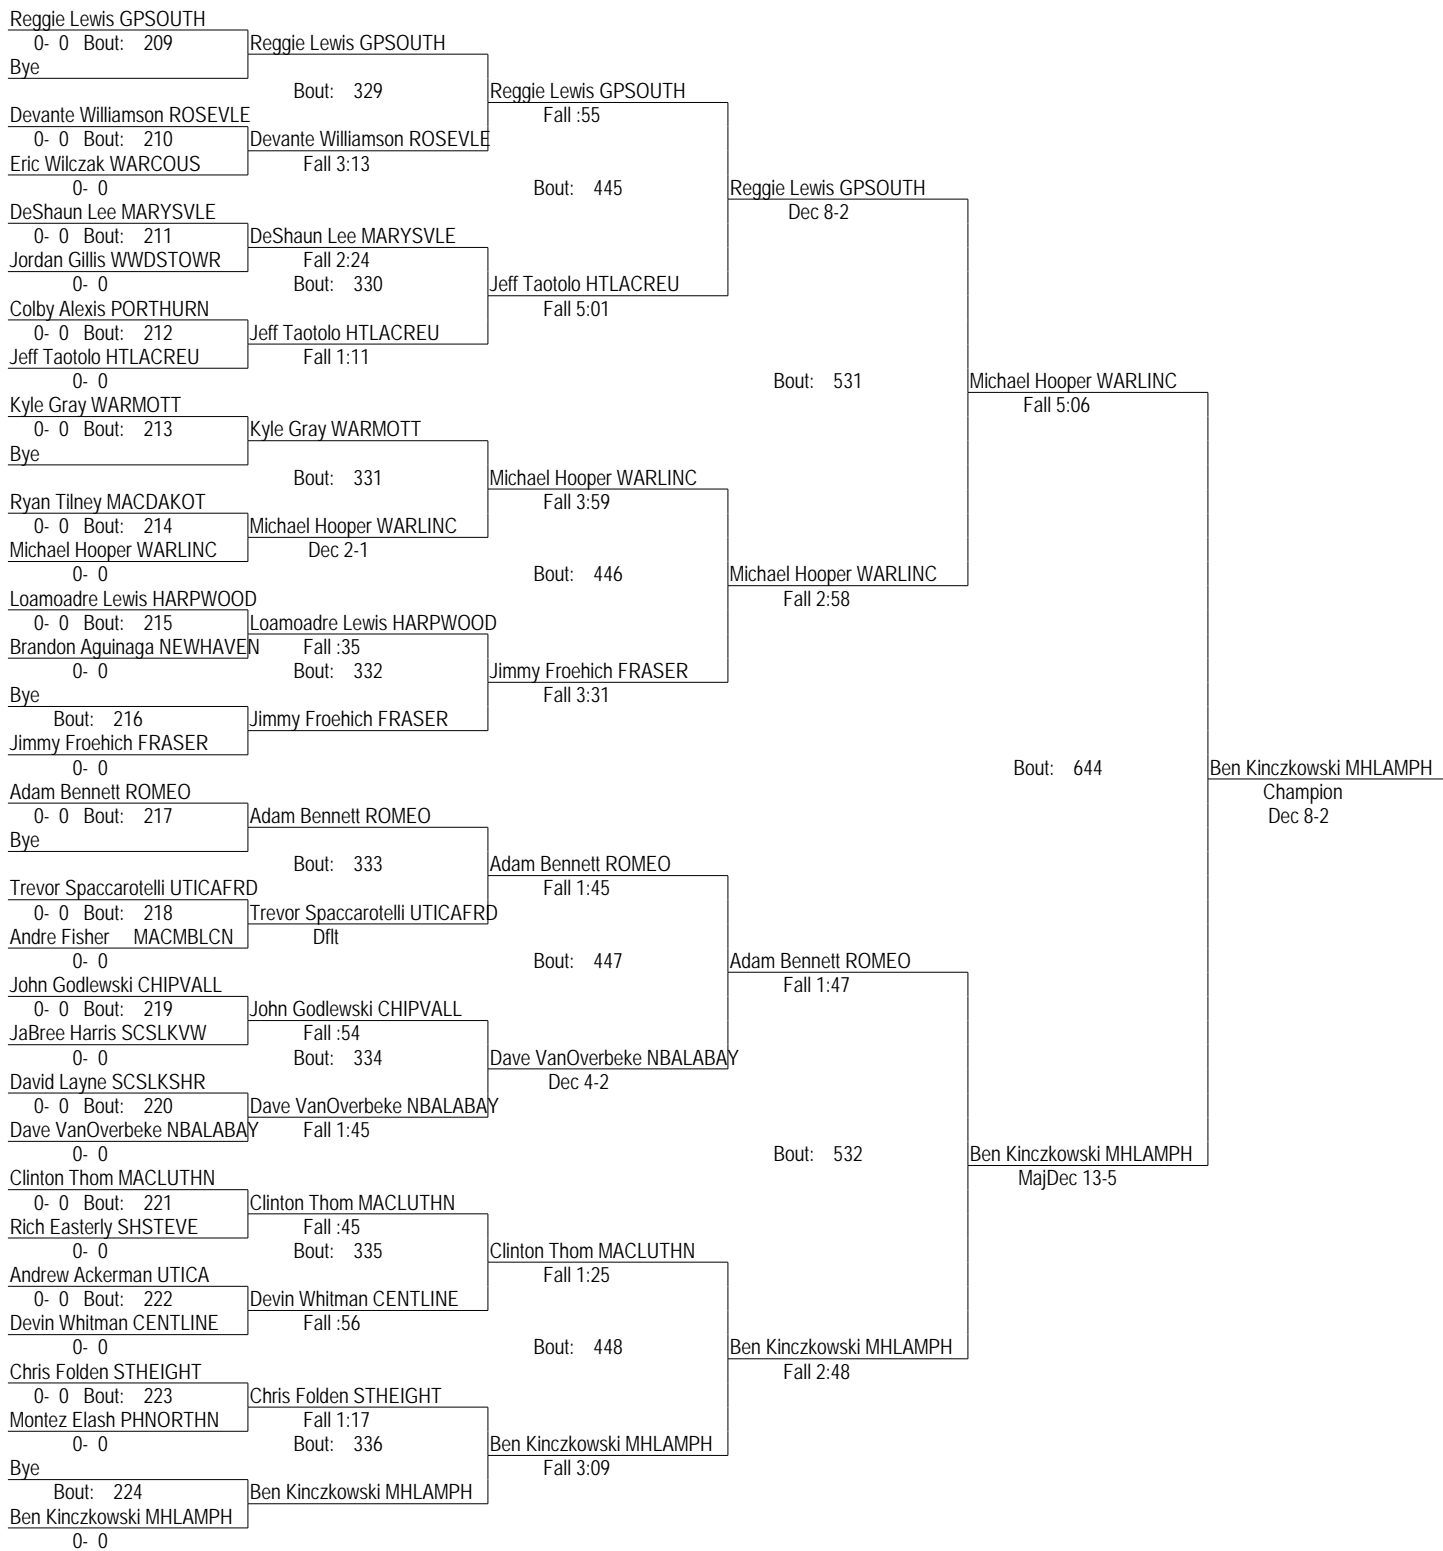 Reggie Lewis GPSOUTH
0- 0 Bout: 209 Reggie Lewis GPSOUTH
Bye
Bout: 329 Reggie Lewis GPSOUTH
Devante Williamson ROSEVLE Fall :55
0- 0 Bout: 210 Devante Williamson ROSEVLE
Eric Wilczak WARCOUS Fall 3:13
0- 0 Bout: 445 Reggie Lewis GPSOUTH
DeShaun Lee MARYSVLE Dec 8-2
0- 0 Bout: 211 DeShaun Lee MARYSVLE
Jordan Gillis WWDSTOWR Fall 2:24
0- 0 Bout: 330 Jeff Taotolo HTLACREU
Colby Alexis PORTHURN Fall 5:01
0- 0 Bout: 212 Jeff Taotolo HTLACREU
Jeff Taotolo HTLACREU Fall 1:11
0- 0 Bout: 531 Michael Hooper WARLINC
Kyle Gray WARMOTT Fall 5:06
0- 0 Bout: 213 Kyle Gray WARMOTT
Bye
Bout: 331 Michael Hooper WARLINC
Ryan Tilney MACDAKOT Fall 3:59
0- 0 Bout: 214 Michael Hooper WARLINC
Michael Hooper WARLINC Dec 2-1
0- 0 Bout: 446 Michael Hooper WARLINC
Loamoadre Lewis HARPWOOD Fall 2:58
0- 0 Bout: 215 Loamoadre Lewis HARPWOOD
Brandon Aguinaga NEWHAVEN Fall :35
0- 0 Bout: 332 Jimmy Froehich FRASER
Bye Fall 3:31
Bout: 216 Jimmy Froehich FRASER
Jimmy Froehich FRASER
0- 0 Bout: 644 Ben Kinczkowski MHLAMPH
Adam Bennett ROMEO Champion
0- 0 Bout: 217 Adam Bennett ROMEO Dec 8-2
Bye
Bout: 333 Adam Bennett ROMEO
Trevor Spaccarotelli UTICAFRD Fall 1:45
0- 0 Bout: 218 Trevor Spaccarotelli UTICAFRD
Andre Fisher MACMBLCN Dflt
0- 0 Bout: 447 Adam Bennett ROMEO
John Godlewski CHIPVALL Fall 1:47
0- 0 Bout: 219 John Godlewski CHIPVALL
JaBree Harris SCSLKVW Fall :54
0- 0 Bout: 334 Dave VanOverbeke NBALABAY
David Layne SCSLKSHR Dec 4-2
0- 0 Bout: 220 Dave VanOverbeke NBALABAY
Dave VanOverbeke NBALABAY Fall 1:45
0- 0 Bout: 532 Ben Kinczkowski MHLAMPH
Clinton Thom MACLUTHN MajDec 13-5
0- 0 Bout: 221 Clinton Thom MACLUTHN
Rich Easterly SHSTEVE Fall :45
0- 0 Bout: 335 Clinton Thom MACLUTHN
Andrew Ackerman UTICA Fall 1:25
0- 0 Bout: 222 Devin Whitman CENTLINE
Devin Whitman CENTLINE Fall :56
0- 0 Bout: 448 Ben Kinczkowski MHLAMPH
Chris Folden STHEIGHT Fall 2:48
0- 0 Bout: 223 Chris Folden STHEIGHT
Montez Elash PHNORTHN Fall 1:17
0- 0 Bout: 336 Ben Kinczkowski MHLAMPH
Bye Fall 3:09
Bout: 224 Ben Kinczkowski MHLAMPH
Ben Kinczkowski MHLAMPH
0- 0